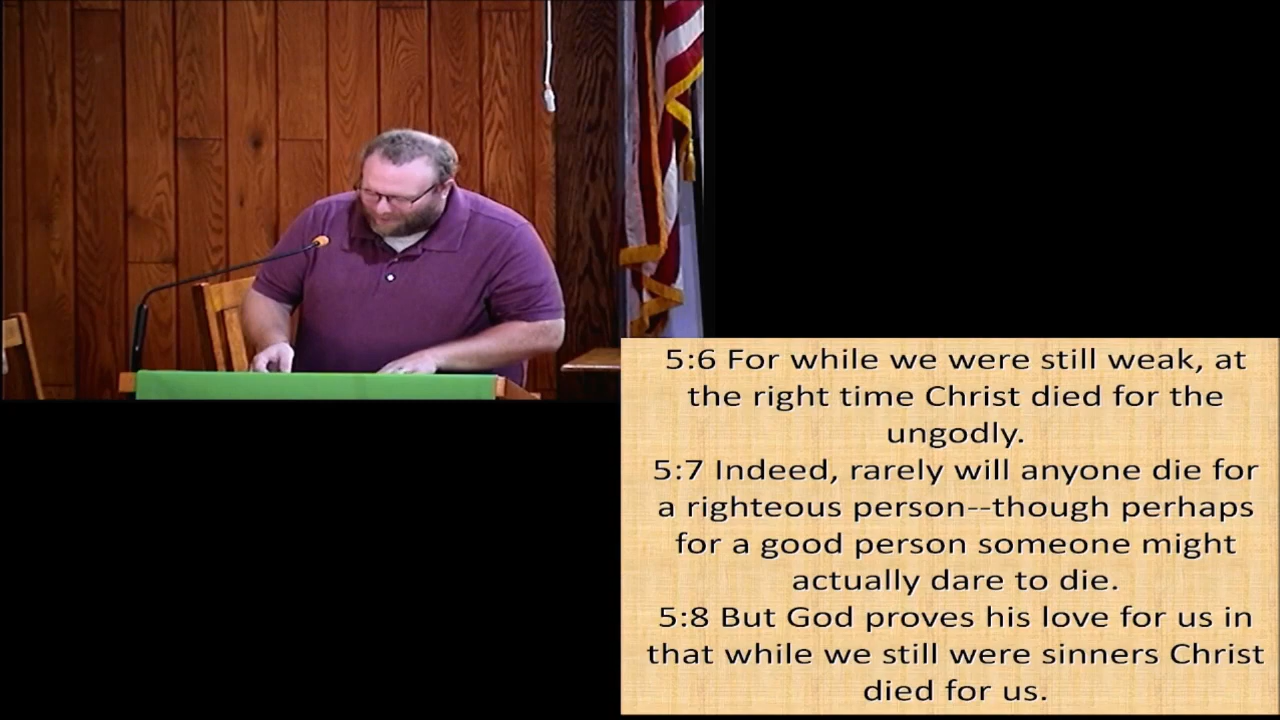 5:6 For while we were still weak, at
the right time Christ died for the
ungodly.
5:7 Indeed, rarely will anyone die for
a righteous person--though perhaps
for a good person someone might
actually dare to die.
5:8 But God proves his love for us in
that while we still were sinners Christ
died for us.